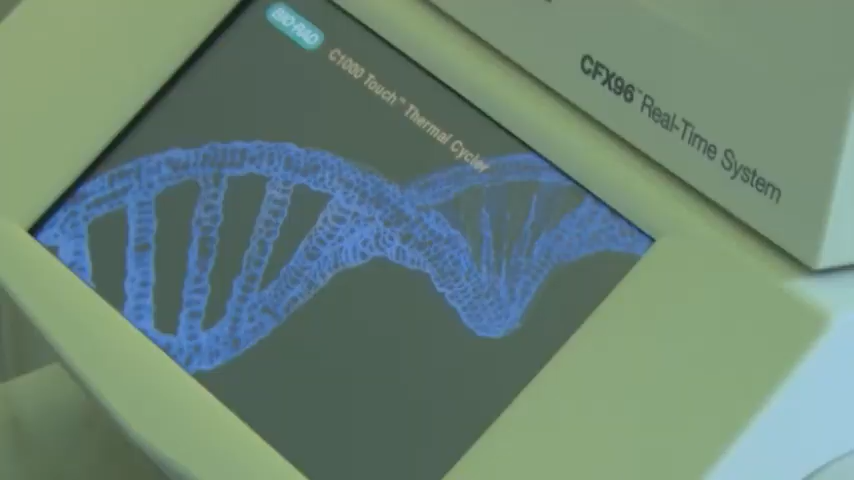 BIO-RAD
C1000 Touch™ Thermal Cycler
CFX96™ Real-Time System